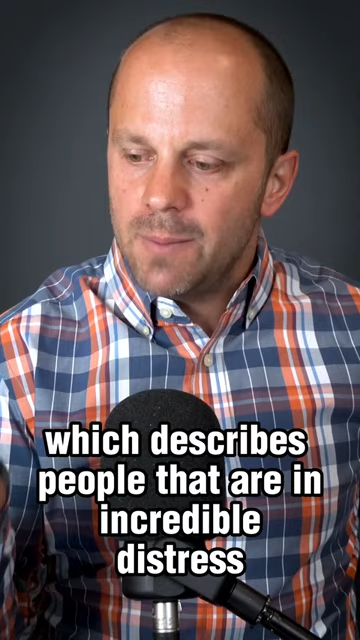 which describes
people that are in
incredible
distress